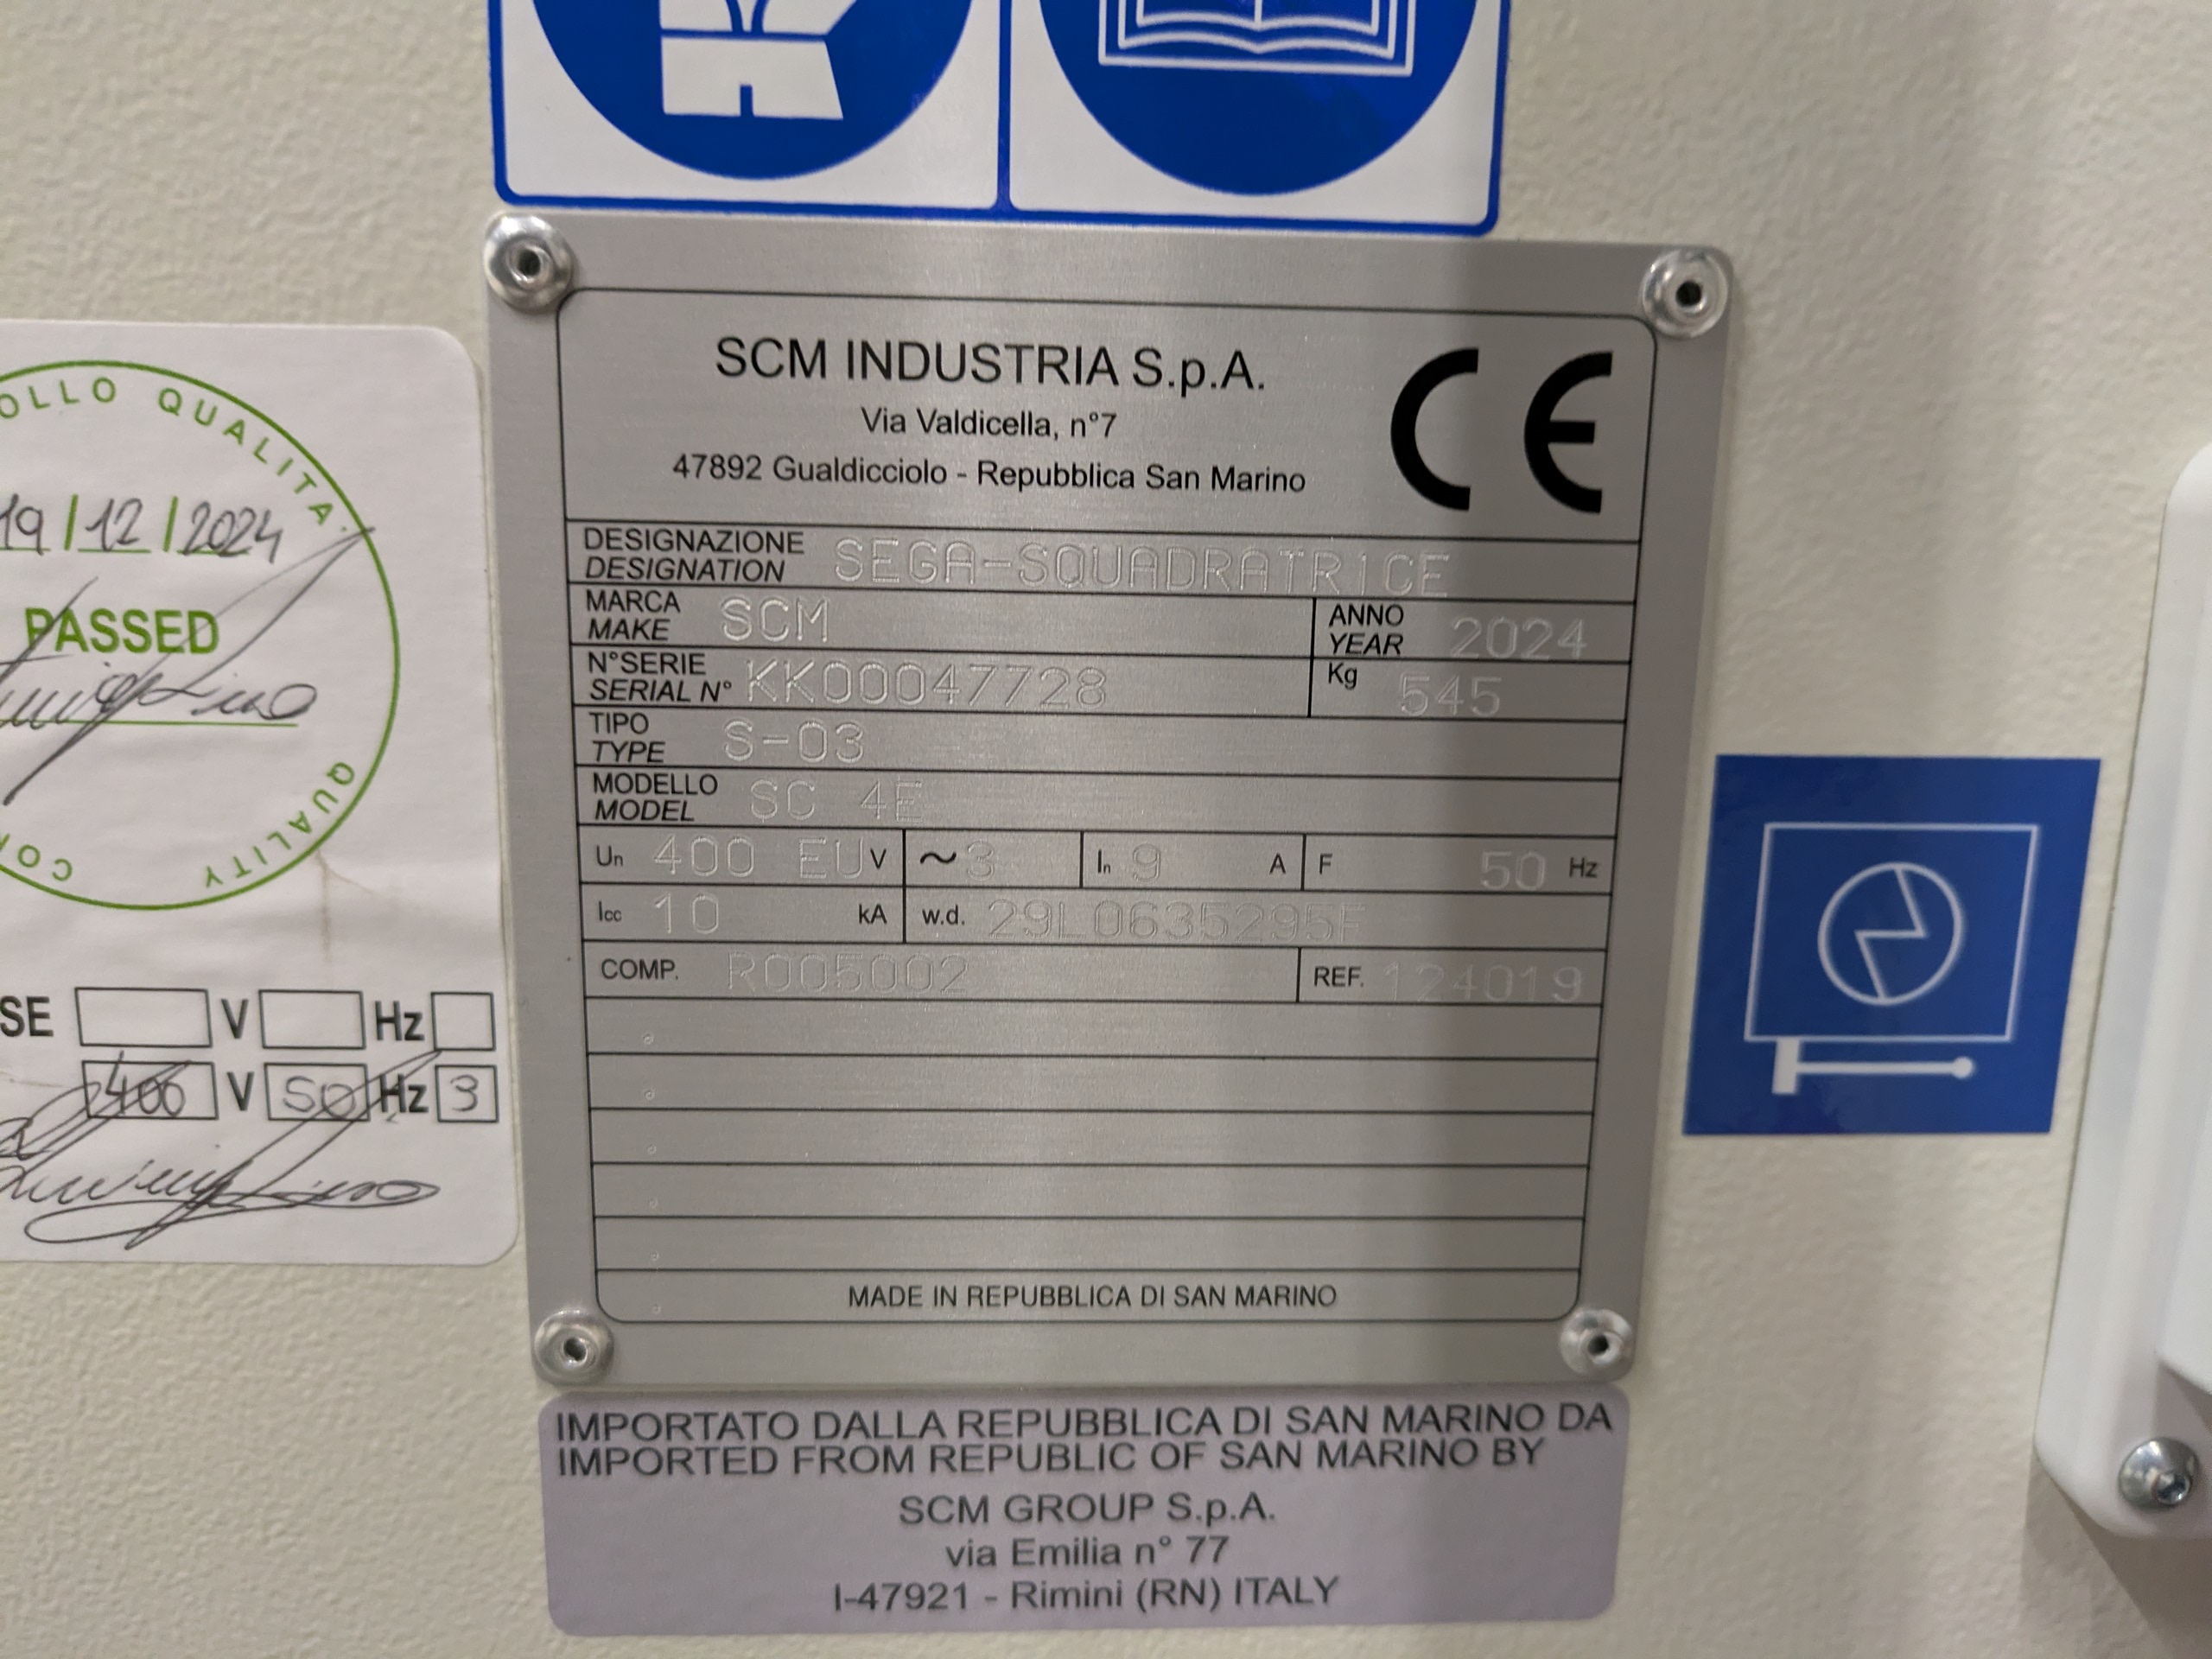 SCM INDUSTRIA S.p.A.
Via Valdicella, n°7
47892 Gualdicciolo - Repubblica San Marino
CE
DESIGNAZIONE
DESIGNATION SEGA-SQUADRATRICE
MARCA
MAKE SCM
ANNO
YEAR 2024
N°SERIE
SERIAL N° KK00047728
Kg 545
TIPO
TYPE S-03
MODELLO
MODEL SC 4E
Un 400 EU V ~3 In 9 A F 50 Hz
Icc 10 kA w.d. 29L0635295F
COMP. R005002 REF. 124019
MADE IN REPUBBLICA DI SAN MARINO
IMPORTATO DALLA REPUBBLICA DI SAN MARINO DA
IMPORTED FROM REPUBLIC OF SAN MARINO BY
SCM GROUP S.p.A.
via Emilia n° 77
I-47921 - Rimini (RN) ITALY
OLLO QUALITA'
19/12/2024
PASSED
QUALITY CO
SE V Hz
400 V 50 Hz 3